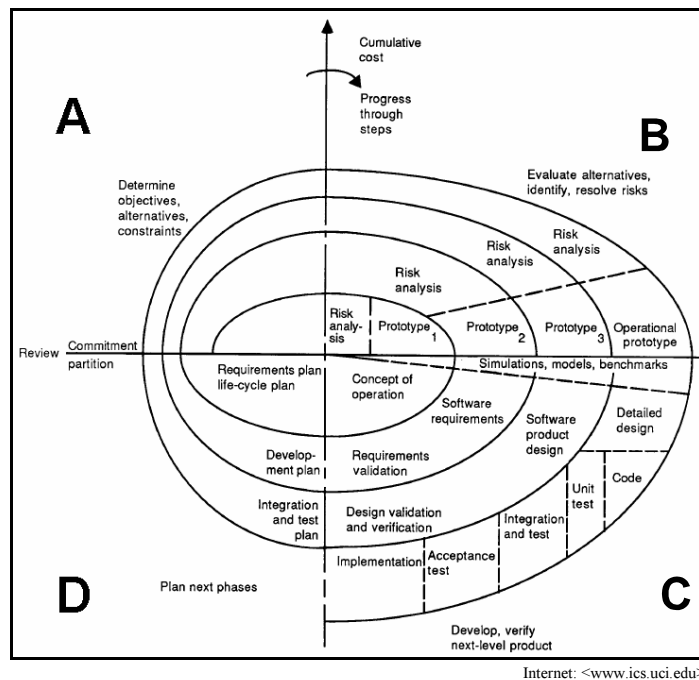 Cumulative
cost
Progress
through
steps
A
B
Determine
objectives,
alternatives,
constraints
Evaluate alternatives,
identify, resolve risks
Risk
analysis
Risk
analysis
Risk
analysis
Risk
analy-
sis
Prototype
1
Prototype
2
Prototype
3
Operational
prototype
Review
Commitment
partition
Simulations, models, benchmarks
Requirements plan
life-cycle plan
Concept of
operation
Software
requirements
Software
product
design
Detailed
design
Develop-
ment plan
Requirements
validation
Unit
test
Code
Integration
and test
plan
Design validation
and verification
Integration
and test
Implementation
Acceptance
test
D
Plan next phases
C
Develop, verify
next-level product
Internet: <www.ics.uci.edu>